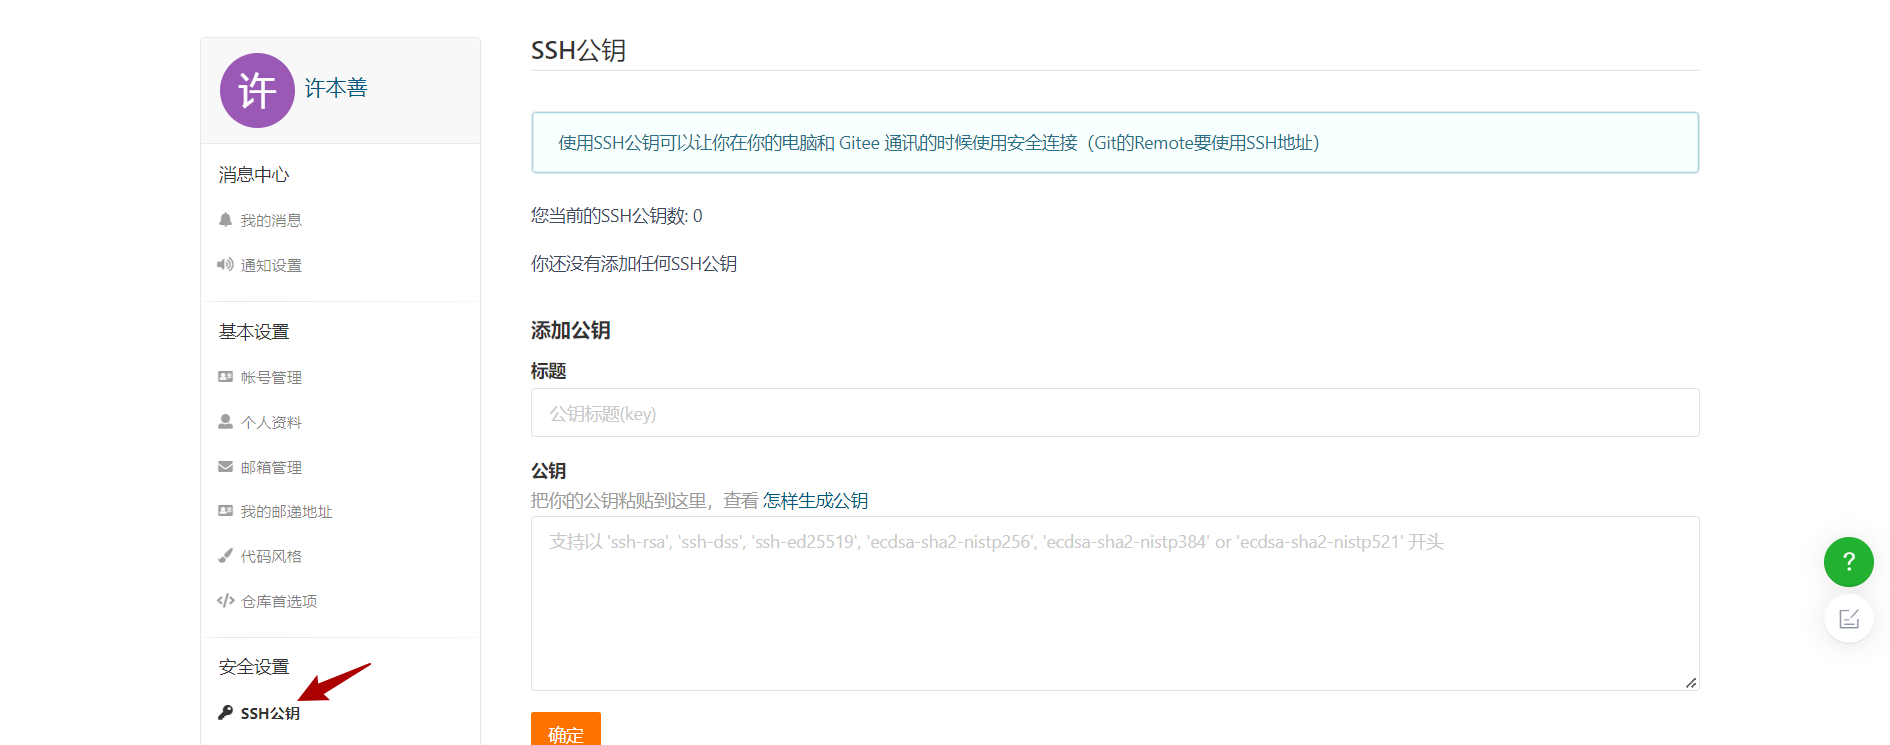 许 许本善
消息中心
我的消息
通知设置
基本设置
帐号管理
个人资料
邮箱管理
我的邮递地址
代码风格
仓库首选项
安全设置
SSH公钥
SSH公钥
使用SSH公钥可以让你在你的电脑和 Gitee 通讯的时候使用安全连接（Git的Remote要使用SSH地址）
您当前的SSH公钥数: 0
你还没有添加任何SSH公钥
添加公钥
标题
公钥标题(key)
公钥
把你的公钥粘贴到这里，查看 怎样生成公钥
支持以 'ssh-rsa', 'ssh-dss', 'ssh-ed25519', 'ecdsa-sha2-nistp256', 'ecdsa-sha2-nistp384' or 'ecdsa-sha2-nistp521' 开头
确定
?